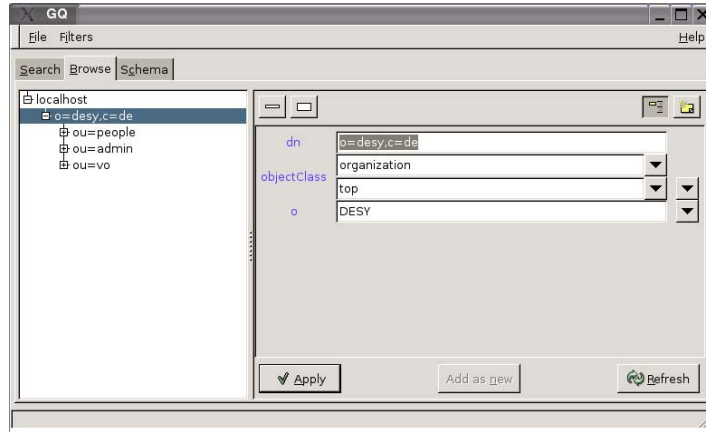 GQ
File Filters Help
Search Browse Schema
localhost
o=desy,c=de
ou=people
ou=admin
ou=vo
dn o=desy,c=de
objectClass organization
top
o DESY
Apply Add as new Refresh